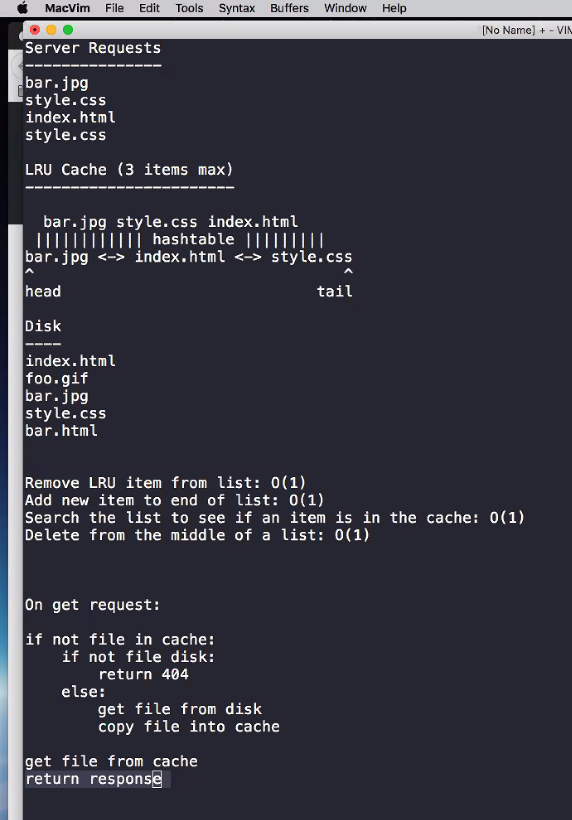 MacVim File Edit Tools Syntax Buffers Window Help
[No Name] + - VIM
Server Requests
---------------
bar.jpg
style.css
index.html
style.css
LRU Cache (3 items max)
-----------------------
bar.jpg style.css index.html
|||||||||||| hashtable |||||||||
bar.jpg <-> index.html <-> style.css
^ ^
head tail
Disk
----
index.html
foo.gif
bar.jpg
style.css
bar.html
Remove LRU item from list: O(1)
Add new item to end of list: O(1)
Search the list to see if an item is in the cache: O(1)
Delete from the middle of a list: O(1)
On get request:
if not file in cache:
    if not file disk:
        return 404
    else:
        get file from disk
        copy file into cache
get file from cache
return response